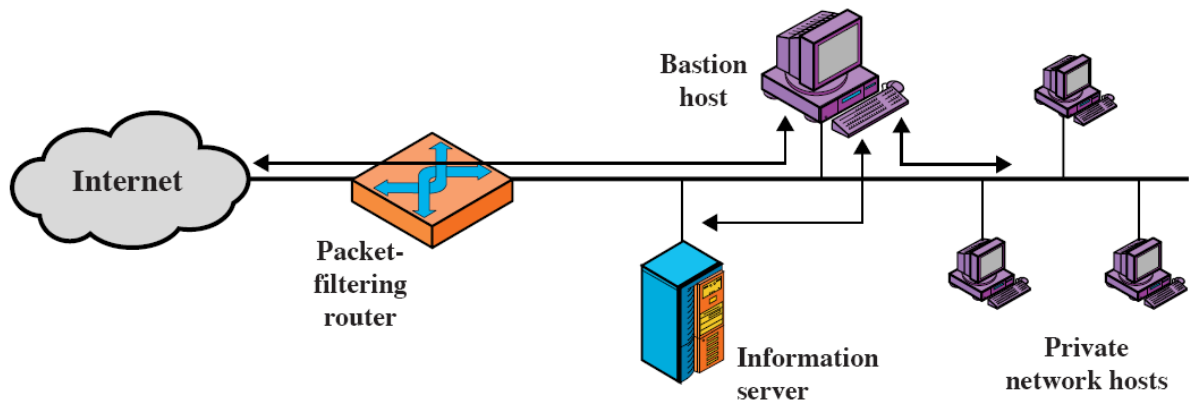 Internet
Packet-
filtering
router
Bastion
host
Information
server
Private
network hosts